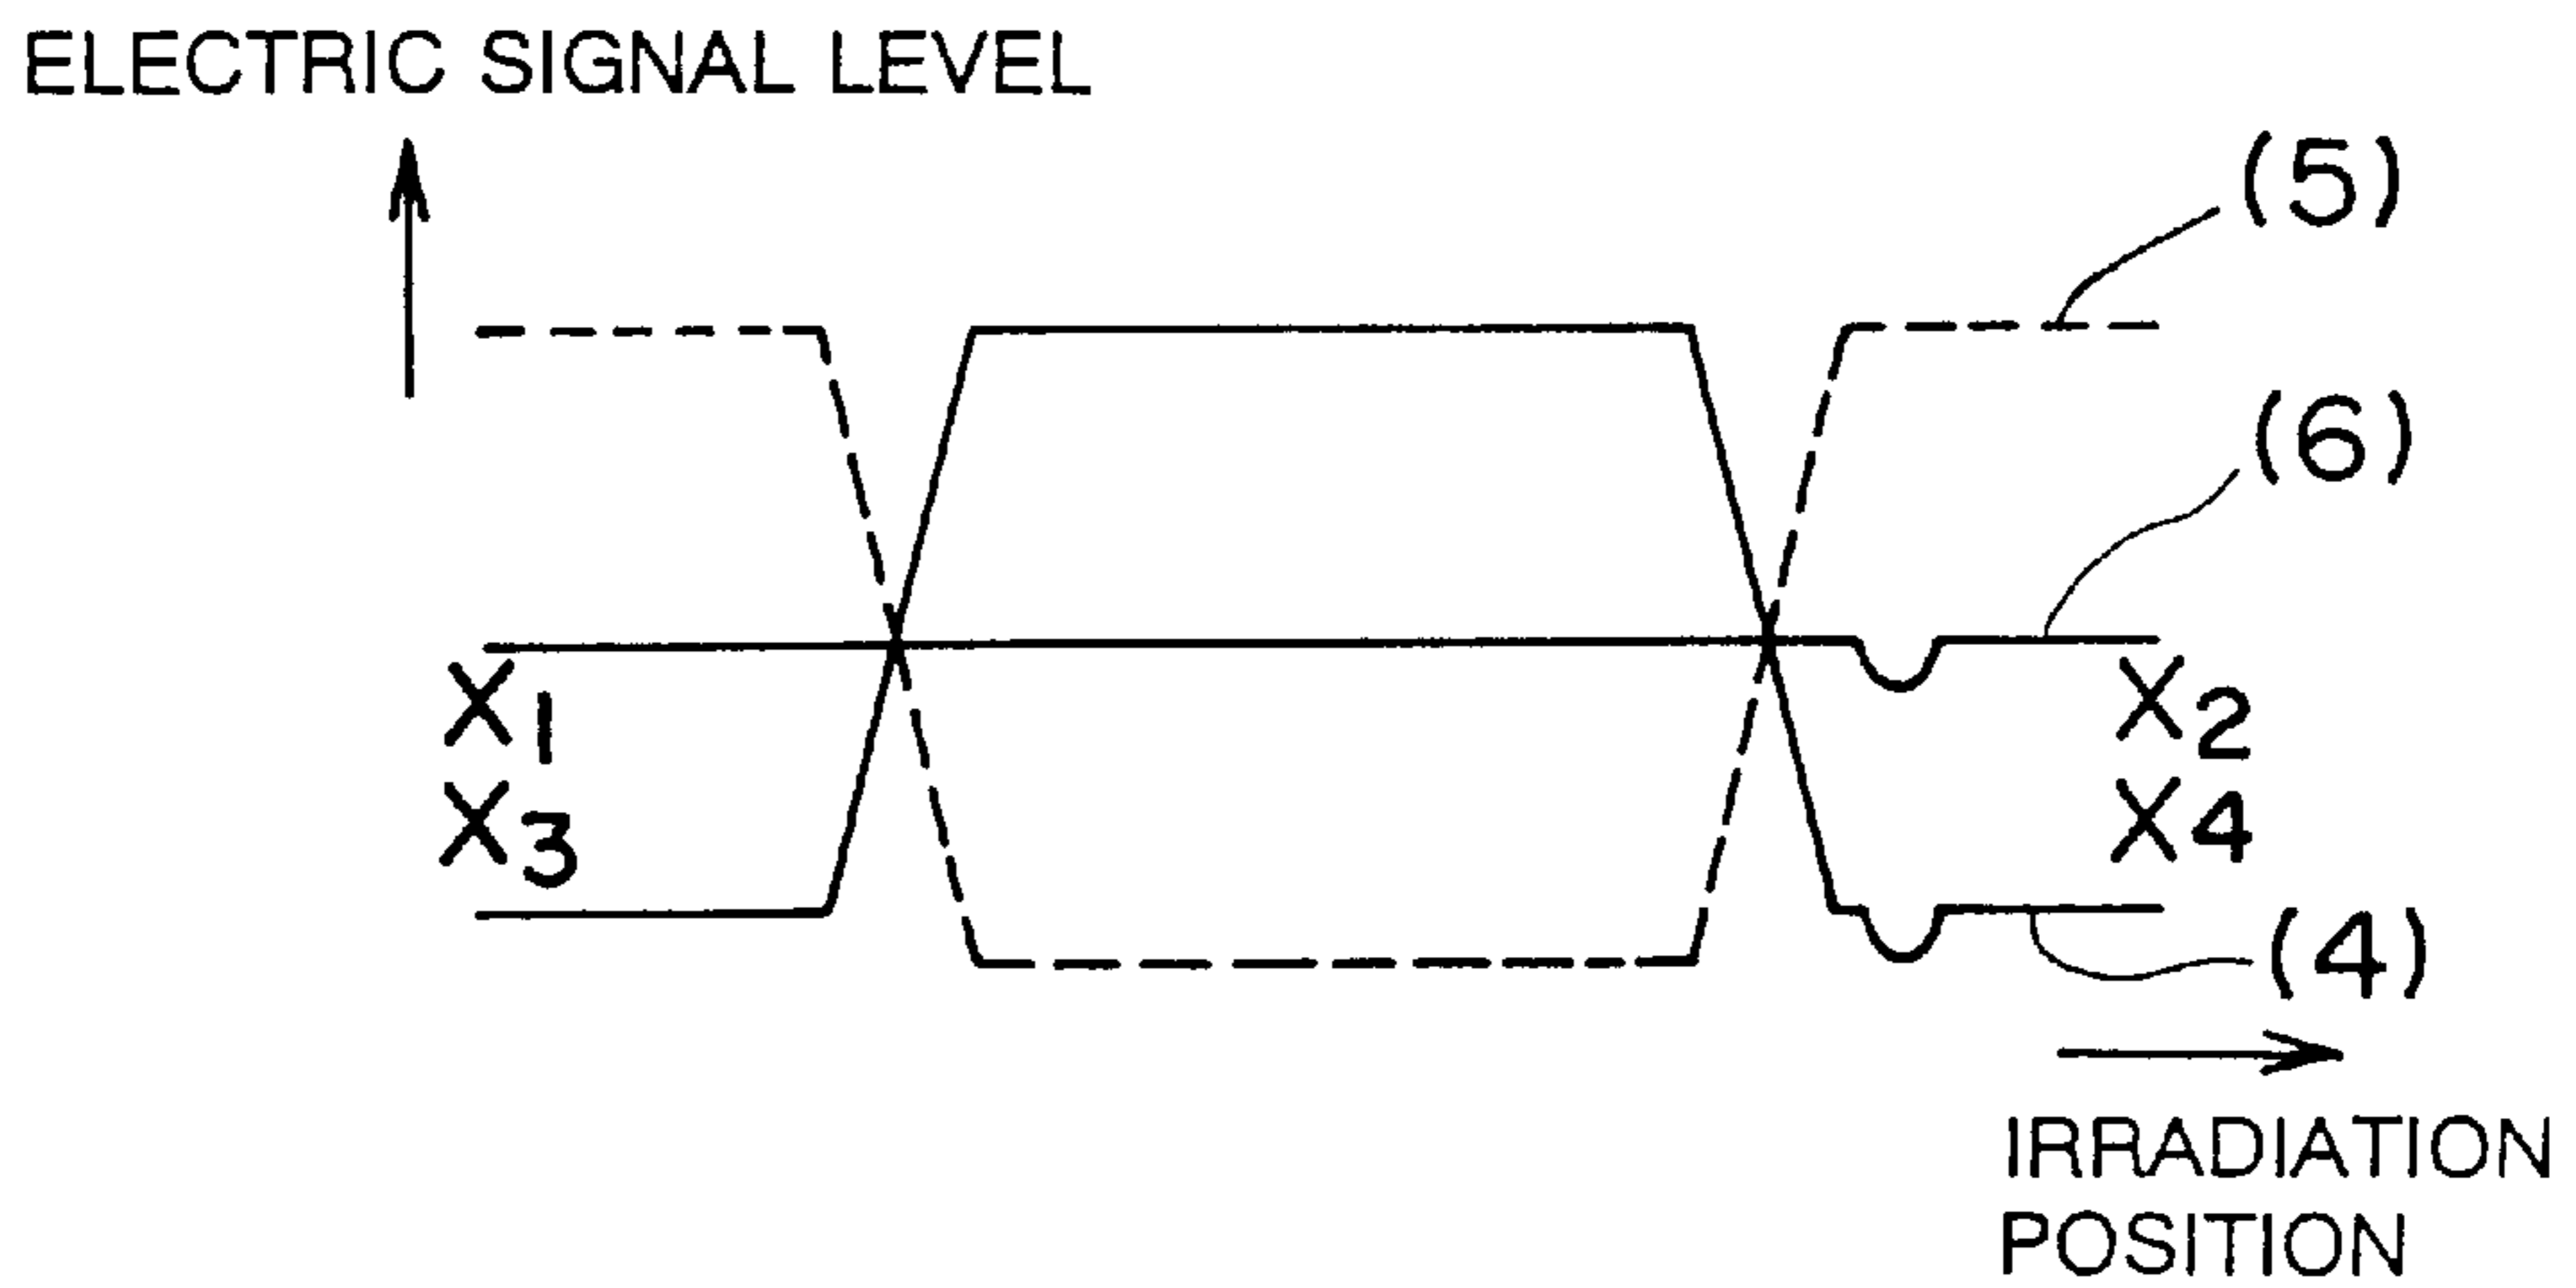 ELECTRIC SIGNAL LEVEL
(5)
(6)
X1
X2
X3
X4
(4)
IRRADIATION
POSITION